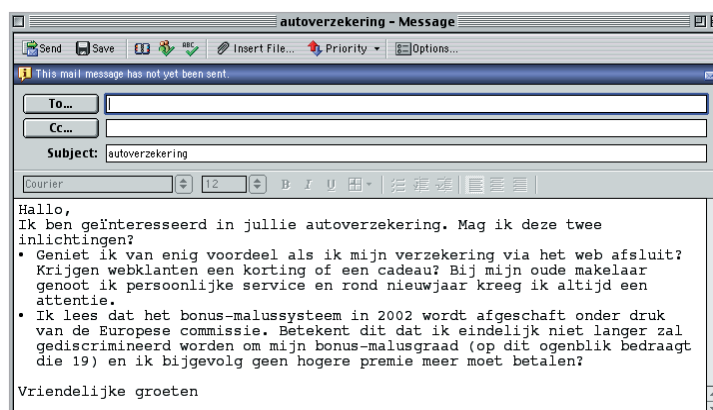 autoverzekering – Message
Send Save ABC Insert File... Priority Options...
This mail message has not yet been sent.
To...
Cc...
Subject: autoverzekering
Courier 12 B I U
Hallo,
Ik ben geïnteresseerd in jullie autoverzekering. Mag ik deze twee
inlichtingen?
• Geniet ik van enig voordeel als ik mijn verzekering via het web afsluit?
Krijgen webklanten een korting of een cadeau? Bij mijn oude makelaar
genoot ik persoonlijke service en rond nieuwjaar kreeg ik altijd een
attentie.
• Ik lees dat het bonus-malussysteem in 2002 wordt afgeschaft onder druk
van de Europese commissie. Betekent dit dat ik eindelijk niet langer zal
gediscrimineerd worden om mijn bonus-malusgraad (op dit ogenblik bedraagt
die 19) en ik bijgevolg geen hogere premie meer moet betalen?
Vriendelijke groeten